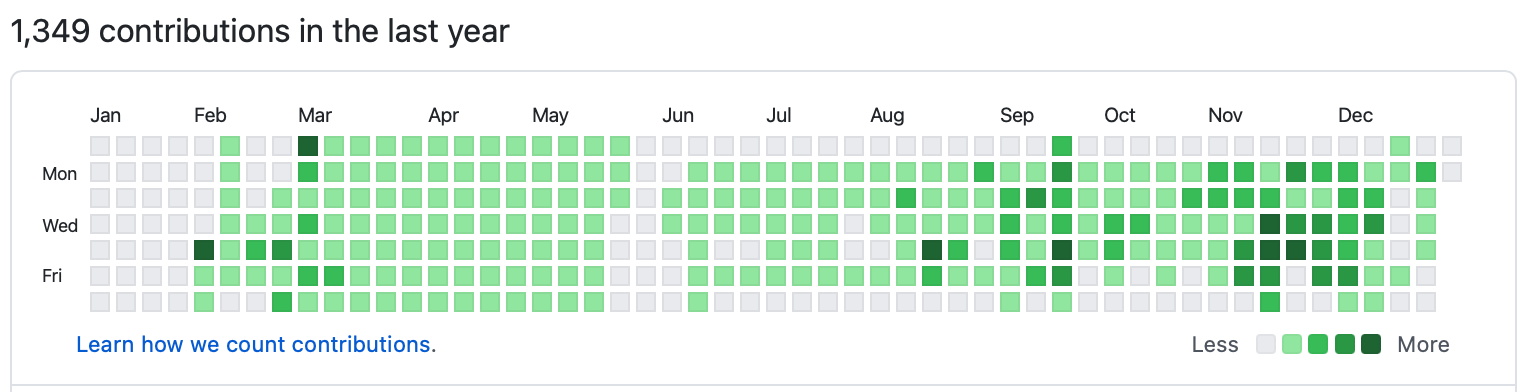 1,349 contributions in the last year
Jan Feb Mar Apr May Jun Jul Aug Sep Oct Nov Dec
Mon
Wed
Fri
Learn how we count contributions. Less More